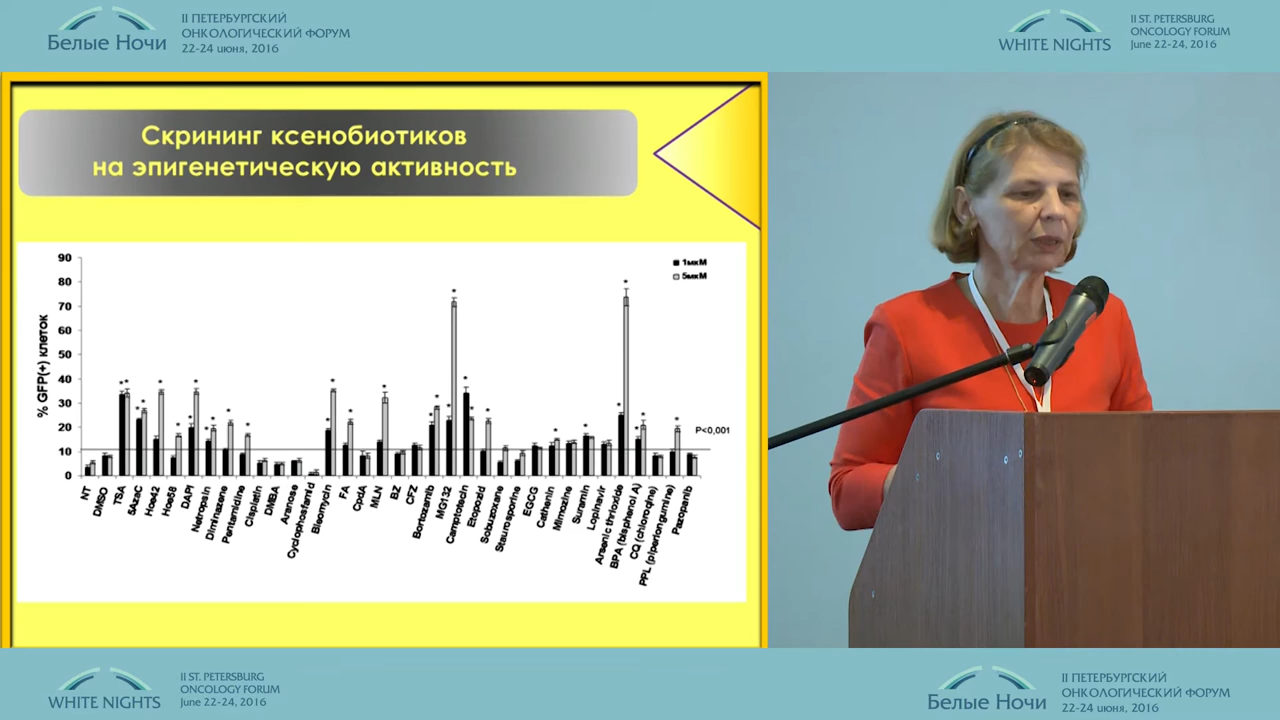 Белые Ночи
II ПЕТЕРБУРГСКИЙ
ОНКОЛОГИЧЕСКИЙ ФОРУМ
22-24 июня, 2016
WHITE NIGHTS
II ST. PETERSBURG
ONCOLOGY FORUM
June 22-24, 2016
Скрининг ксенобиотиков
на эпигенетическую активность
% GFP(+) клеток
90
80
70
60
50
40
30
20
10
0
1мкМ
5мкМ
P<0,001
NT
DMSO
TSA
5AzaC
Hoe42
Hoe58
DAPI
Netropsin
Diminazene
Pentamidine
Cisplatin
DMBA
Aranose
Cyclophosfamid
Bleomycin
FA
CpdA
MLN
BZ
CFZ
Bortozamib
MG132
Camptotecin
Etopozid
Sobuzoxane
Staurosporine
EGCG
Cathenin
Mimozine
Suramin
Lopinavir
Arsenic thrioxide
BPA (bisphenol A)
CQ (chloroqine)
PPL (piperlongumine)
Pazopanib
WHITE NIGHTS
II ST. PETERSBURG
ONCOLOGY FORUM
June 22-24, 2016
Белые Ночи
II ПЕТЕРБУРГСКИЙ
ОНКОЛОГИЧЕСКИЙ ФОРУМ
22-24 июня, 2016